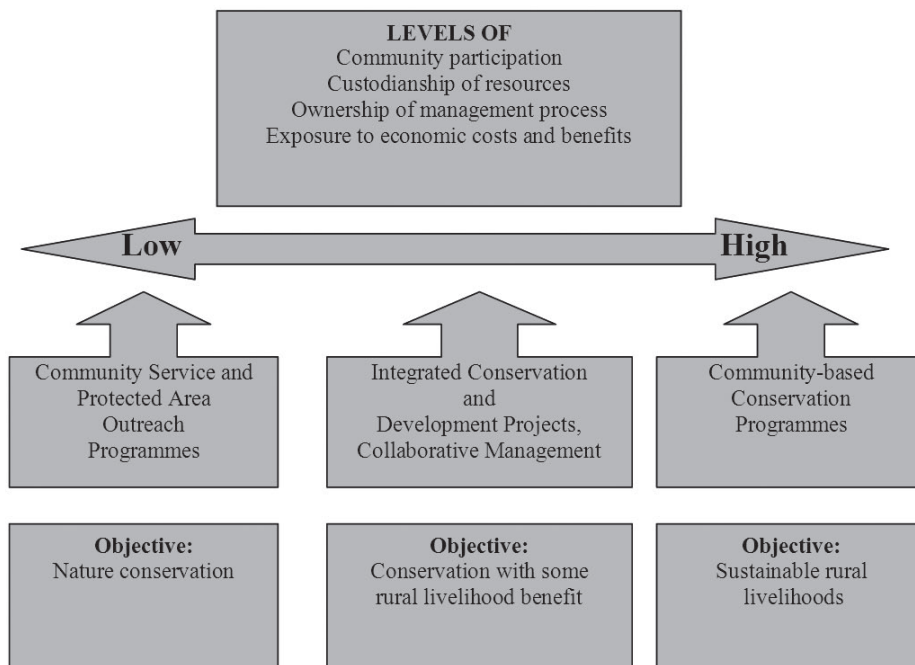 LEVELS OF
Community participation
Custodianship of resources
Ownership of management process
Exposure to economic costs and benefits
Low
High
Community Service and
Protected Area
Outreach
Programmes
Integrated Conservation
and
Development Projects,
Collaborative Management
Community-based
Conservation
Programmes
Objective:
Nature conservation
Objective:
Conservation with some
rural livelihood benefit
Objective:
Sustainable rural
livelihoods